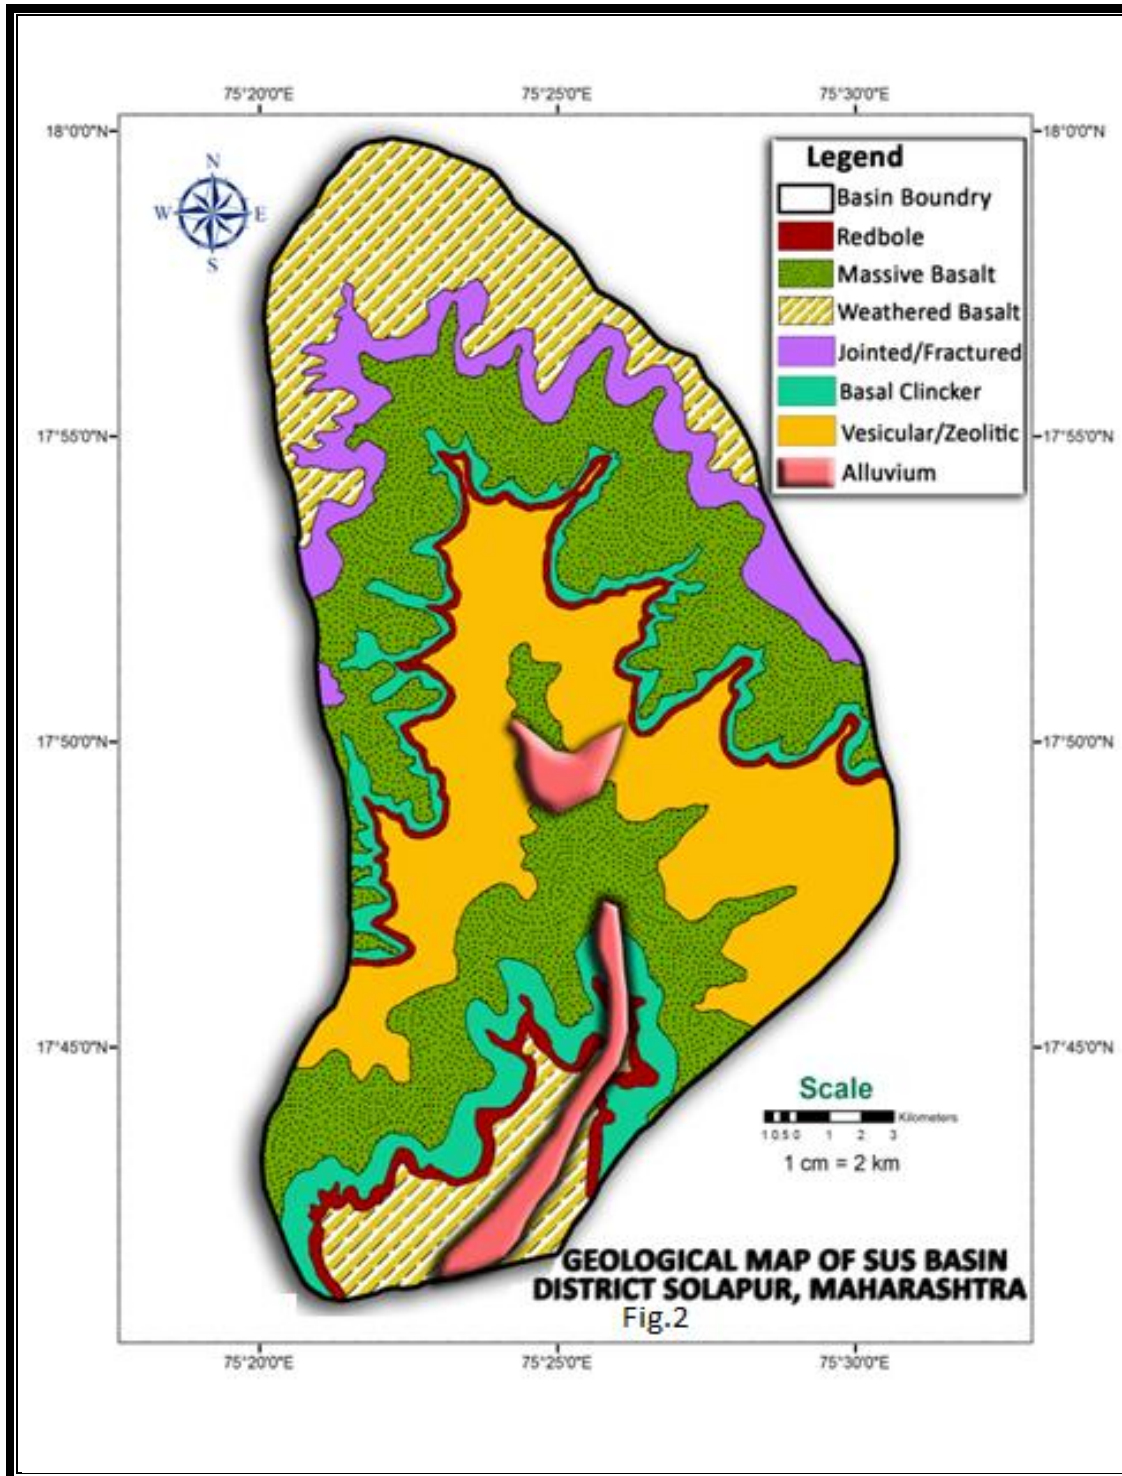 75°20'0"E 75°25'0"E 75°30'0"E
18°0'0"N 18°0'0"N
N
W E
S
Legend
Basin Boundry
Redbole
Massive Basalt
Weathered Basalt
Jointed/Fractured
Basal Clincker
Vesicular/Zeolitic
Alluvium
17°55'0"N 17°55'0"N
17°50'0"N 17°50'0"N
17°45'0"N 17°45'0"N
Scale
Kilometers
1 0.5 0 1 2 3
1 cm = 2 km
GEOLOGICAL MAP OF SUS BASIN
DISTRICT SOLAPUR, MAHARASHTRA
Fig.2
75°20'0"E 75°25'0"E 75°30'0"E